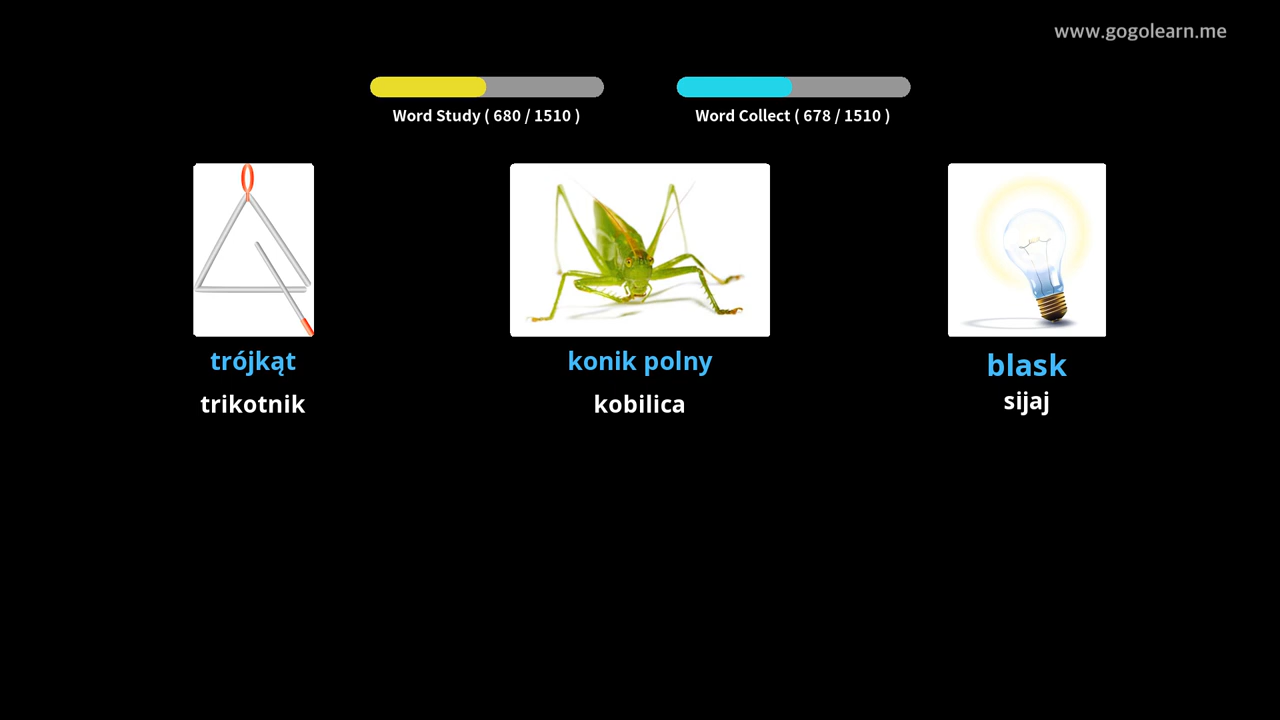 www.gogolearn.me
Word Study ( 680 / 1510 )
Word Collect ( 678 / 1510 )
trójkąt
trikotnik
konik polny
kobilica
blask
sijaj